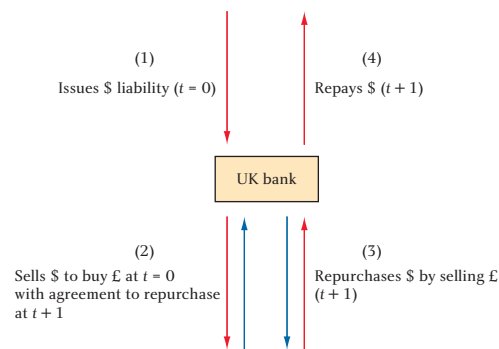 (1)
Issues $ liability (t = 0)
(4)
Repays $ (t + 1)
UK bank
(2)
Sells $ to buy £ at t = 0
with agreement to repurchase
at t + 1
(3)
Repurchases $ by selling £
(t + 1)